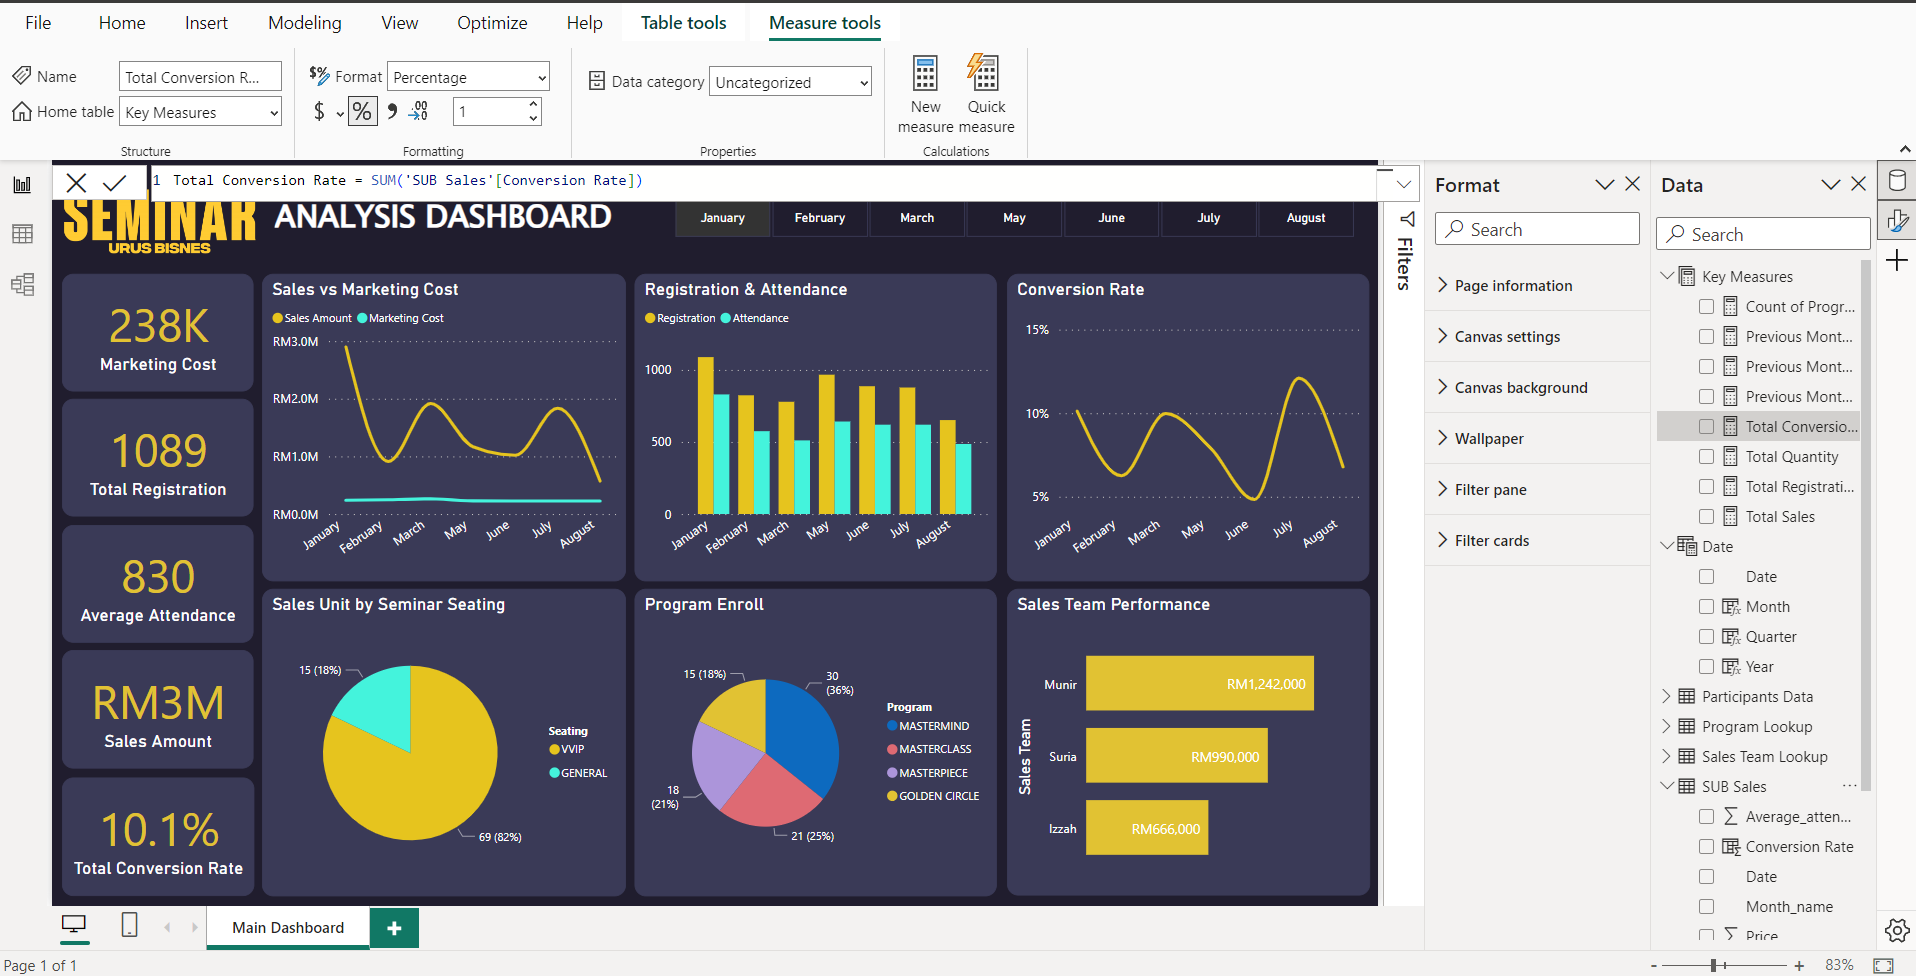 File Home Insert Modeling View Optimize Help Table tools Measure tools
Name Total Conversion R...
Home table Key Measures
Structure
Format Percentage
$ % 9 .00 →.0 1
Formatting
Data category Uncategorized
Properties
New measure
Quick measure
Calculations
1 Total Conversion Rate = SUM('SUB Sales'[Conversion Rate])
SEMINAR
URUS BISNES
ANALYSIS DASHBOARD
January February March May June July August
238K
Marketing Cost
1089
Total Registration
830
Average Attendance
RM3M
Sales Amount
10.1%
Total Conversion Rate
Sales vs Marketing Cost
Sales Amount Marketing Cost
RM3.0M
RM2.0M
RM1.0M
RM0.0M
January February March May June July August
Registration & Attendance
Registration Attendance
1000
500
0
January February March May June July August
Conversion Rate
15%
10%
5%
January February March May June July August
Sales Unit by Seminar Seating
15 (18%)
69 (82%)
Seating
VVIP
GENERAL
Program Enroll
15 (18%)
30
(36%)
18
(21%)
21 (25%)
Program
MASTERMIND
MASTERCLASS
MASTERPIECE
GOLDEN CIRCLE
Sales Team Performance
Sales Team
Munir RM1,242,000
Suria RM990,000
Izzah RM666,000
Filters
Format
Search
Page information
Canvas settings
Canvas background
Wallpaper
Filter pane
Filter cards
Data
Search
Key Measures
Count of Progr...
Previous Mont...
Previous Mont...
Previous Mont...
Total Conversio...
Total Quantity
Total Registrati...
Total Sales
Date
Date
Month
Quarter
Year
Participants Data
Program Lookup
Sales Team Lookup
SUB Sales ...
Average_atten...
Conversion Rate
Date
Month_name
Price
Main Dashboard +
Page 1 of 1
- + 83%